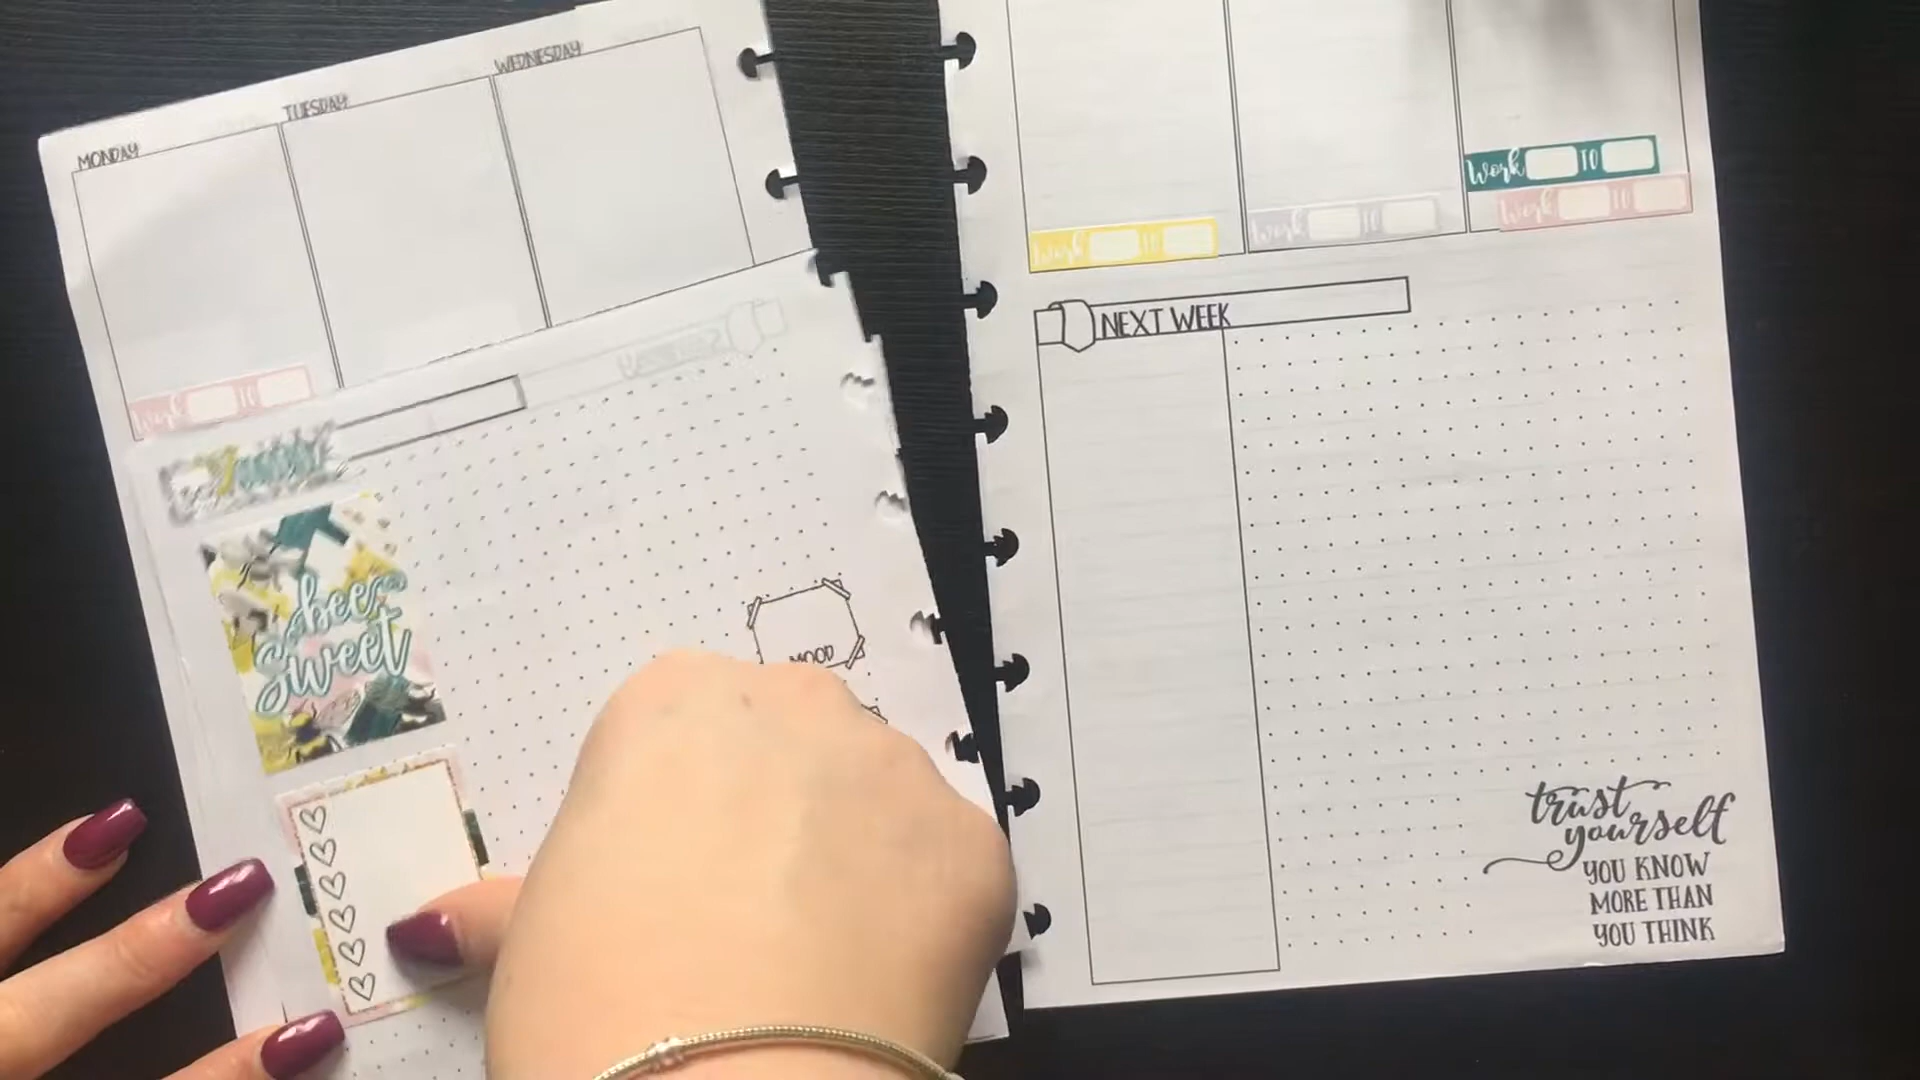 MONDAY
TUESDAY
WEDNESDAY
Work TO
bee
Sweet
MOOD
Work TO
Work TO
Work TO
Work TO
NEXT WEEK
trust
yourself
YOU KNOW
MORE THAN
YOU THINK